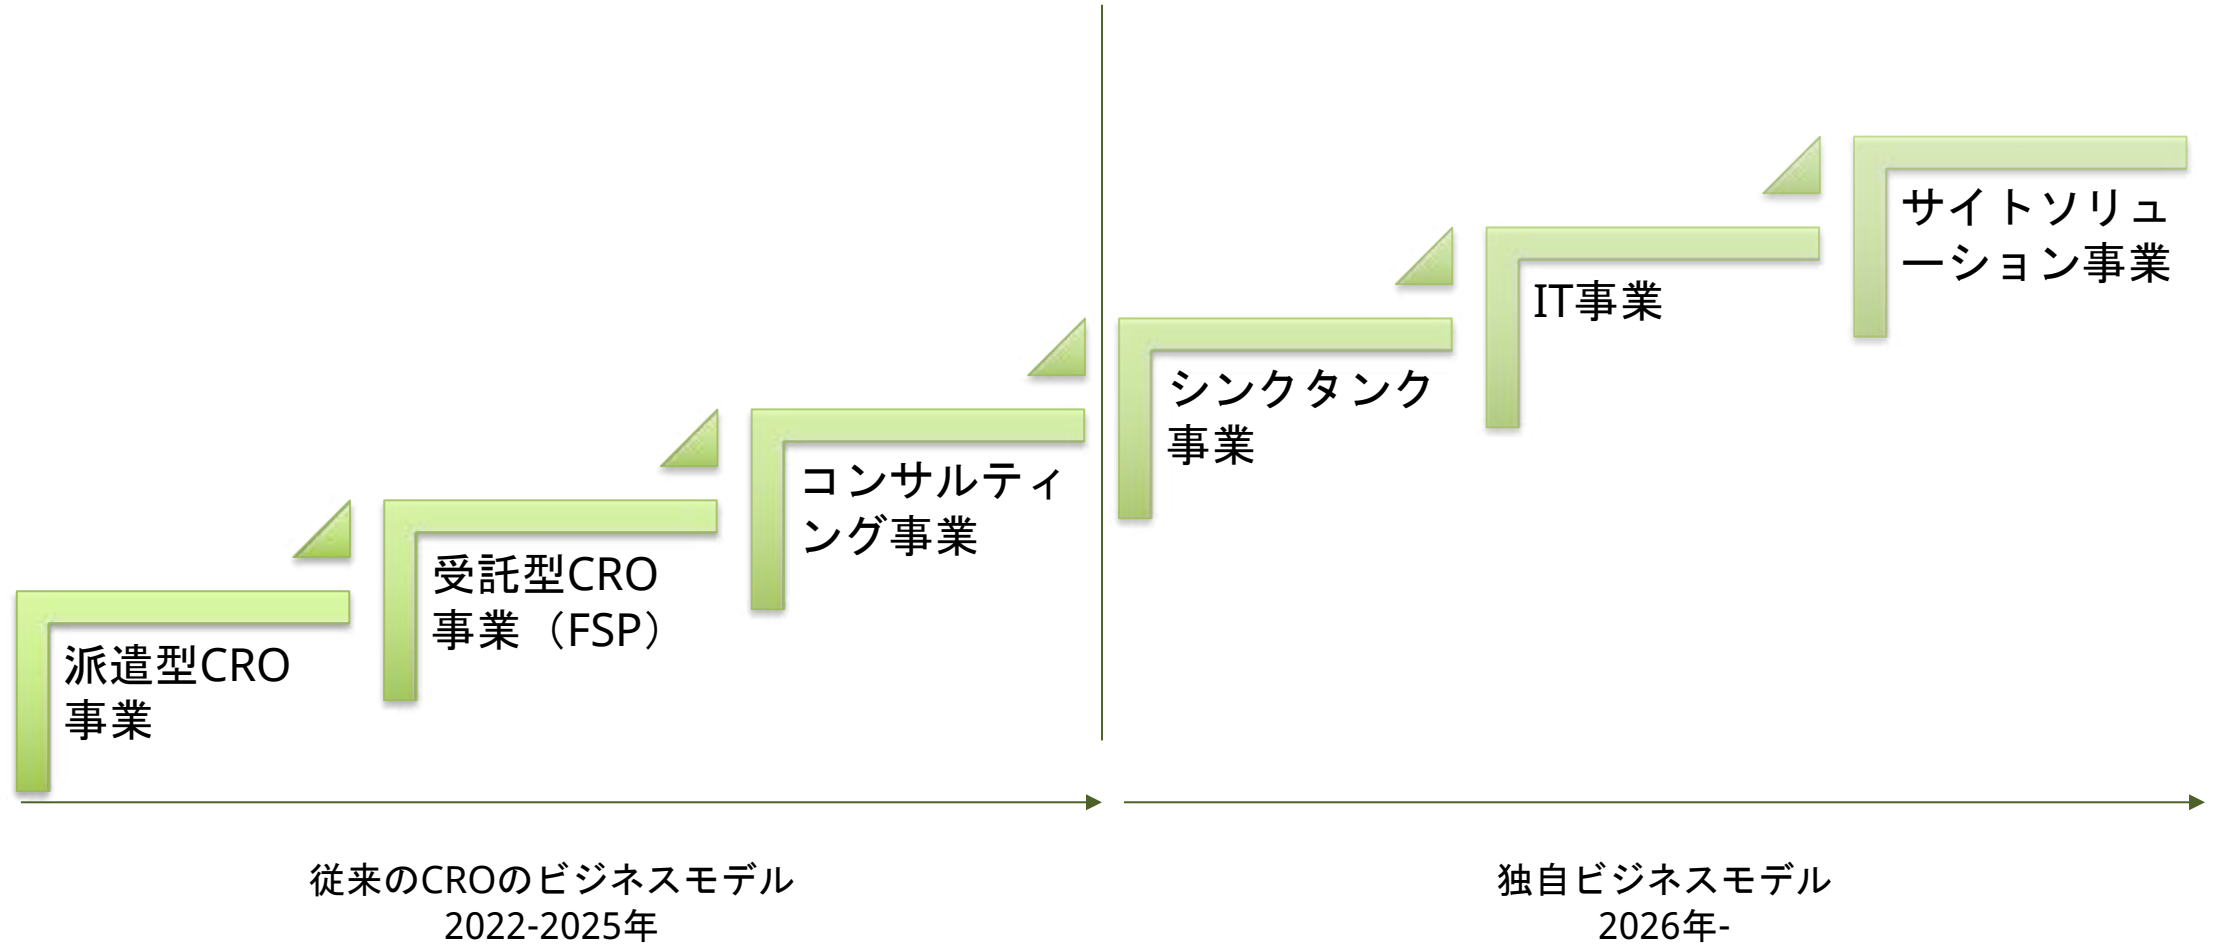 派遣型CRO
事業
受託型CRO
事業（FSP）
コンサルティ
ング事業
シンクタンク
事業
IT事業
サイトソリュ
ーション事業
従来のCROのビジネスモデル
2022-2025年
独自ビジネスモデル
2026年-